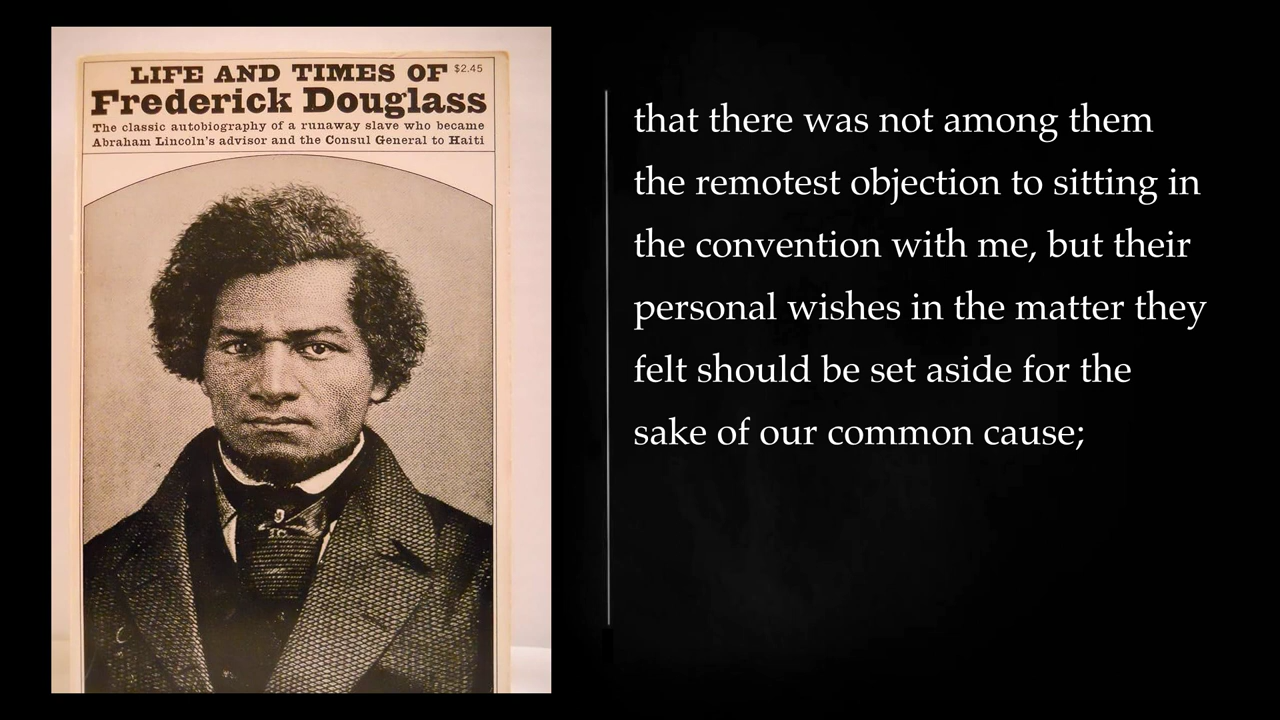 LIFE AND TIMES OF $2.45
Frederick Douglass
The classic autobiography of a runaway slave who became
Abraham Lincoln's advisor and the Consul General to Haiti
that there was not among them
the remotest objection to sitting in
the convention with me, but their
personal wishes in the matter they
felt should be set aside for the
sake of our common cause;